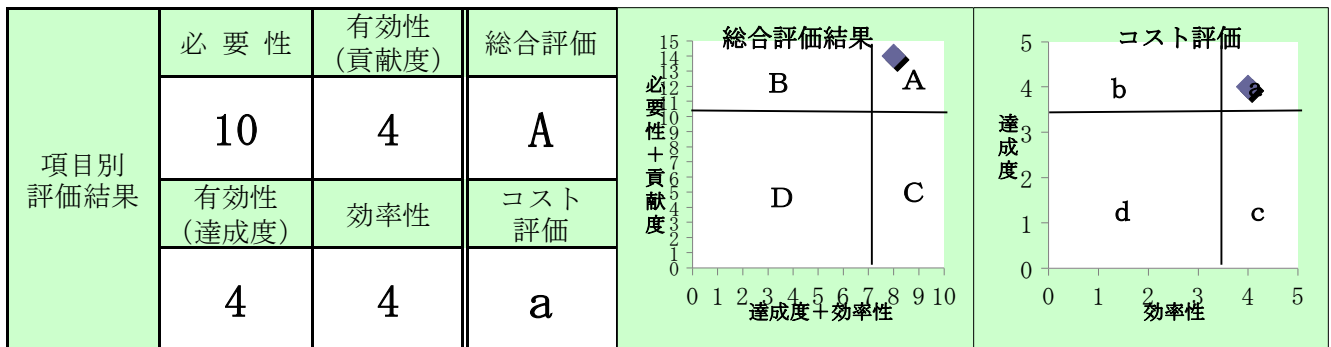 項目別
評価結果
必 要 性
有効性
(貢献度)
総合評価
10
4
A
有効性
(達成度)
効率性
コスト
評価
4
4
a
総合評価結果
必要性＋貢献度
15
14
13
12
11
10
9
8
7
6
5
4
3
2
1
0
B
A
D
C
0 1 2 3 4 5 6 7 8 9 10
達成度＋効率性
コスト評価
達成度
5
4
3
2
1
0
b
a
d
c
0 1 2 3 4 5
効率性